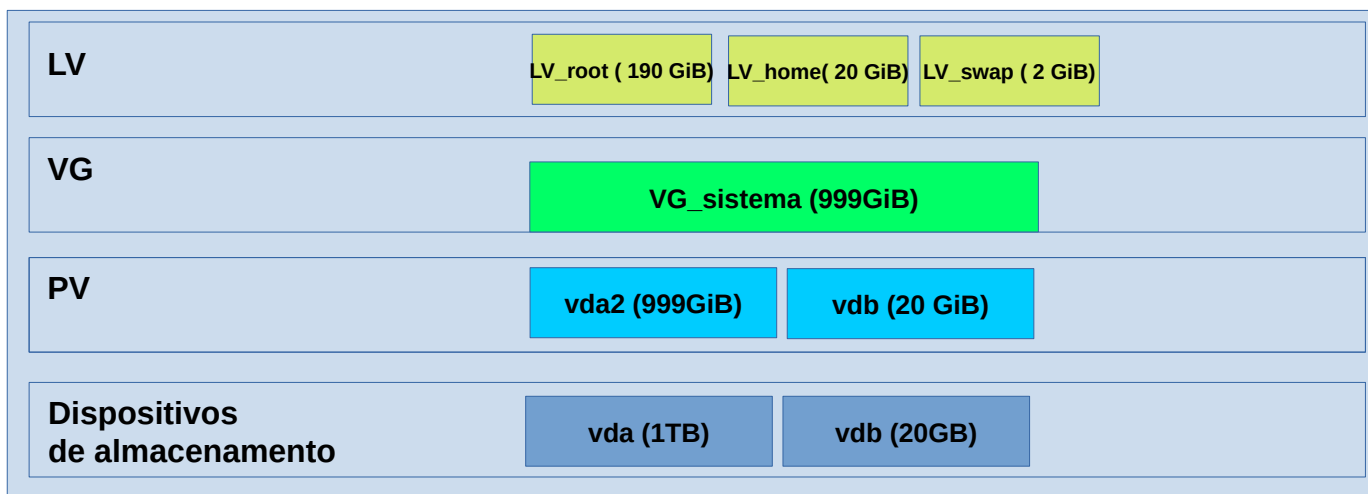 LV
LV_root ( 190 GiB)
LV_home( 20 GiB)
LV_swap ( 2 GiB)
VG
VG_sistema (999GiB)
PV
vda2 (999GiB)
vdb (20 GiB)
Dispositivos
de almacenamento
vda (1TB)
vdb (20GB)